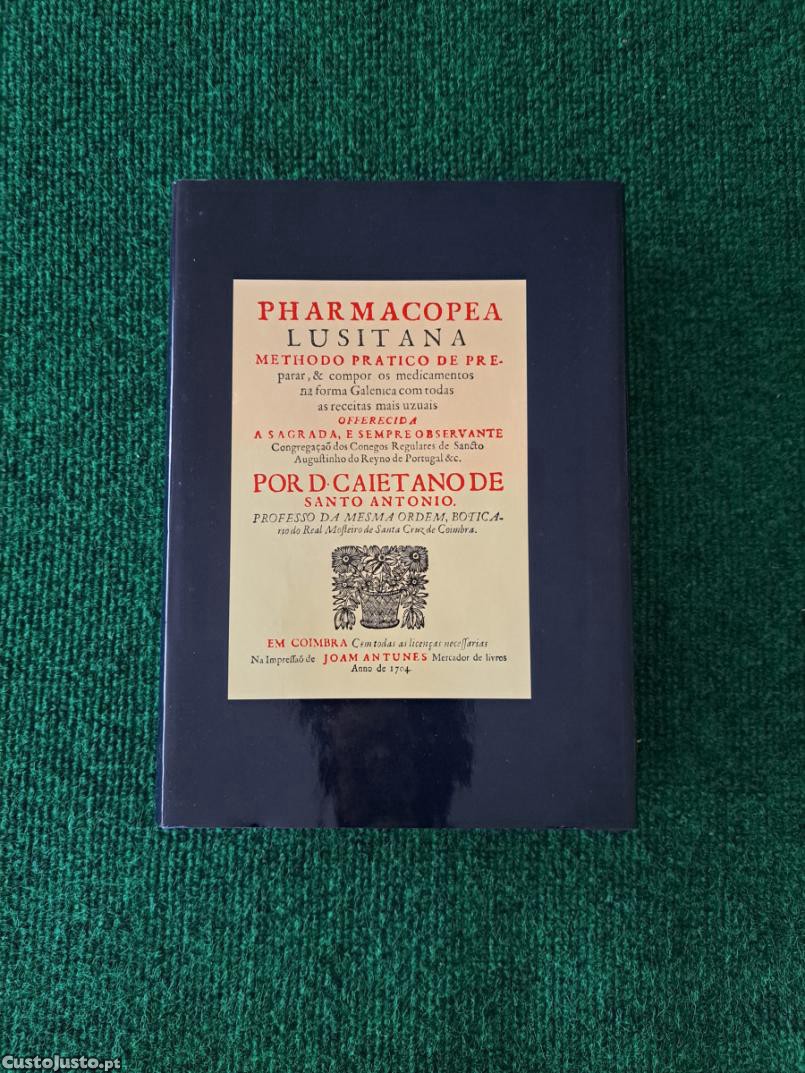 PHARMACOPEA
LUSITANA
METHODO PRATICO DE PRE-
parar, & compor os medicamentos
na forma Galenica com todas
as receitas mais uzuais
OFFERECIDA
A SAGRADA, E SEMPRE OBSERVANTE
Congregaçaõ dos Conegos Regulares de Sancto
Auguſtinho do Reyno de Portugal &c.
POR D. CAIETANO DE
SANTO ANTONIO.
PROFESSO DA MESMA ORDEM, BOTICA-
rio do Real Moſteiro de Santa Cruz de Coimbra.
EM COIMBRA Com todas as licenças neceſſarias
Na Impreſſaõ de JOAM ANTUNES Mercador de livros
Anno de 1704.
CustoJusto.pt